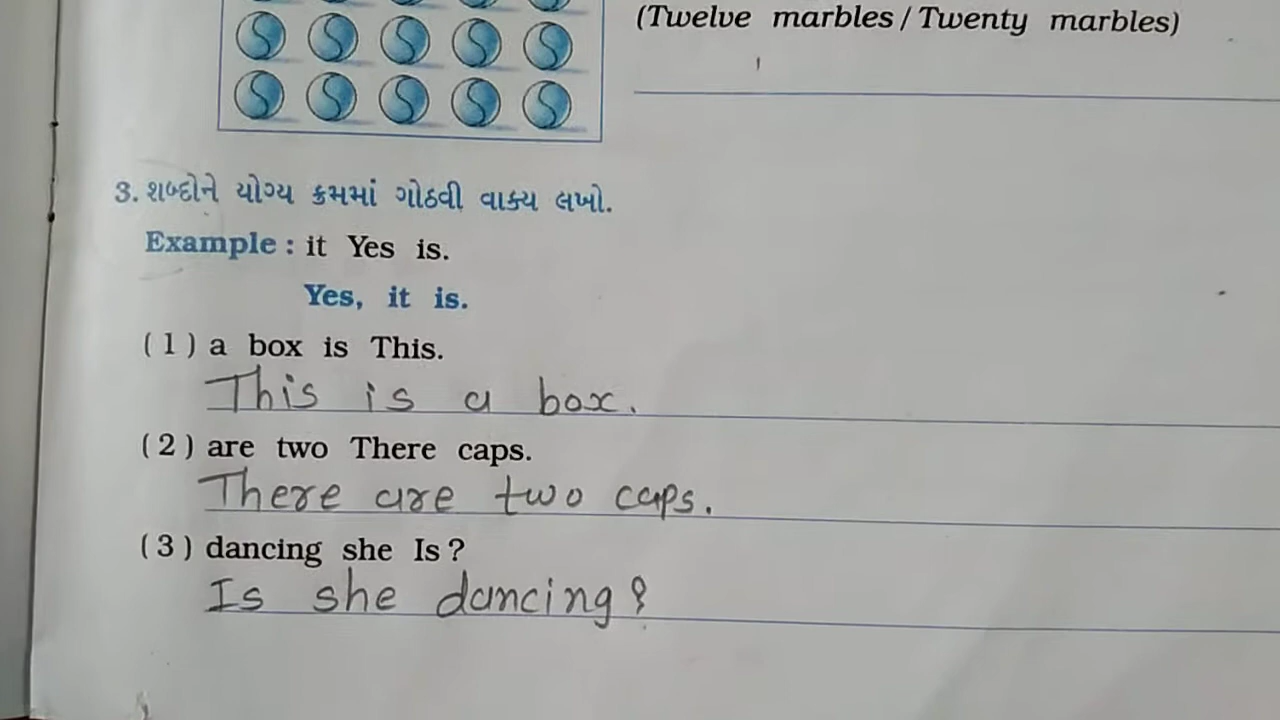 (Twelve marbles / Twenty marbles)
3. શબ્દોને યોગ્ય ક્રમમાં ગોઠવી વાક્ય લખો.
Example : it Yes is.
Yes, it is.
(1) a box is This.
This is a box.
(2) are two There caps.
There are two caps.
(3) dancing she Is?
Is she dancing?